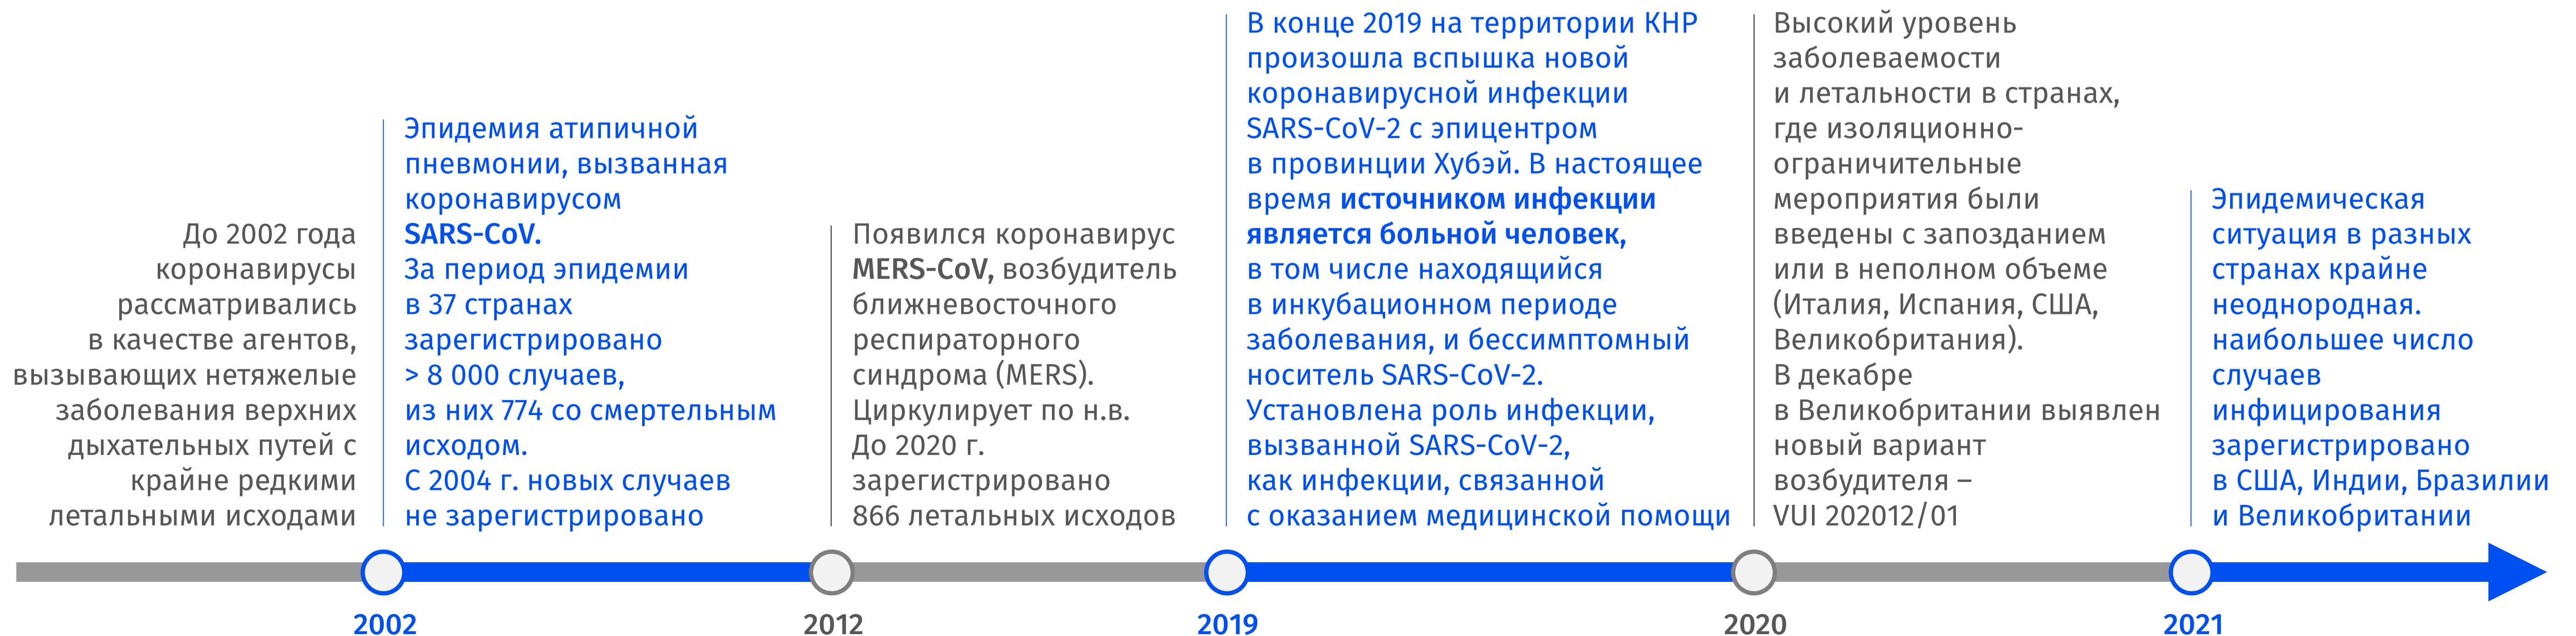 До 2002 года
коронавирусы
рассматривались
в качестве агентов,
вызывающих нетяжелые
заболевания верхних
дыхательных путей с
крайне редкими
летальными исходами
Эпидемия атипичной
пневмонии, вызванная
коронавирусом
SARS-CoV.
За период эпидемии
в 37 странах
зарегистрировано
> 8 000 случаев,
из них 774 со смертельным
исходом.
С 2004 г. новых случаев
не зарегистрировано
Появился коронавирус
MERS-CoV, возбудитель
ближневосточного
респираторного
синдрома (MERS).
Циркулирует по н.в.
До 2020 г.
зарегистрировано
866 летальных исходов
В конце 2019 на территории КНР
произошла вспышка новой
коронавирусной инфекции
SARS-CoV-2 с эпицентром
в провинции Хубэй. В настоящее
время источником инфекции
является больной человек,
в том числе находящийся
в инкубационном периоде
заболевания, и бессимптомный
носитель SARS-CoV-2.
Установлена роль инфекции,
вызванной SARS-CoV-2,
как инфекции, связанной
с оказанием медицинской помощи
Высокий уровень
заболеваемости
и летальности в странах,
где изоляционно-
ограничительные
мероприятия были
введены с запозданием
или в неполном объеме
(Италия, Испания, США,
Великобритания).
В декабре
в Великобритании выявлен
новый вариант
возбудителя –
VUI 202012/01
Эпидемическая
ситуация в разных
странах крайне
неоднородная.
наибольшее число
случаев
инфицирования
зарегистрировано
в США, Индии, Бразилии
и Великобритании
2002
2012
2019
2020
2021